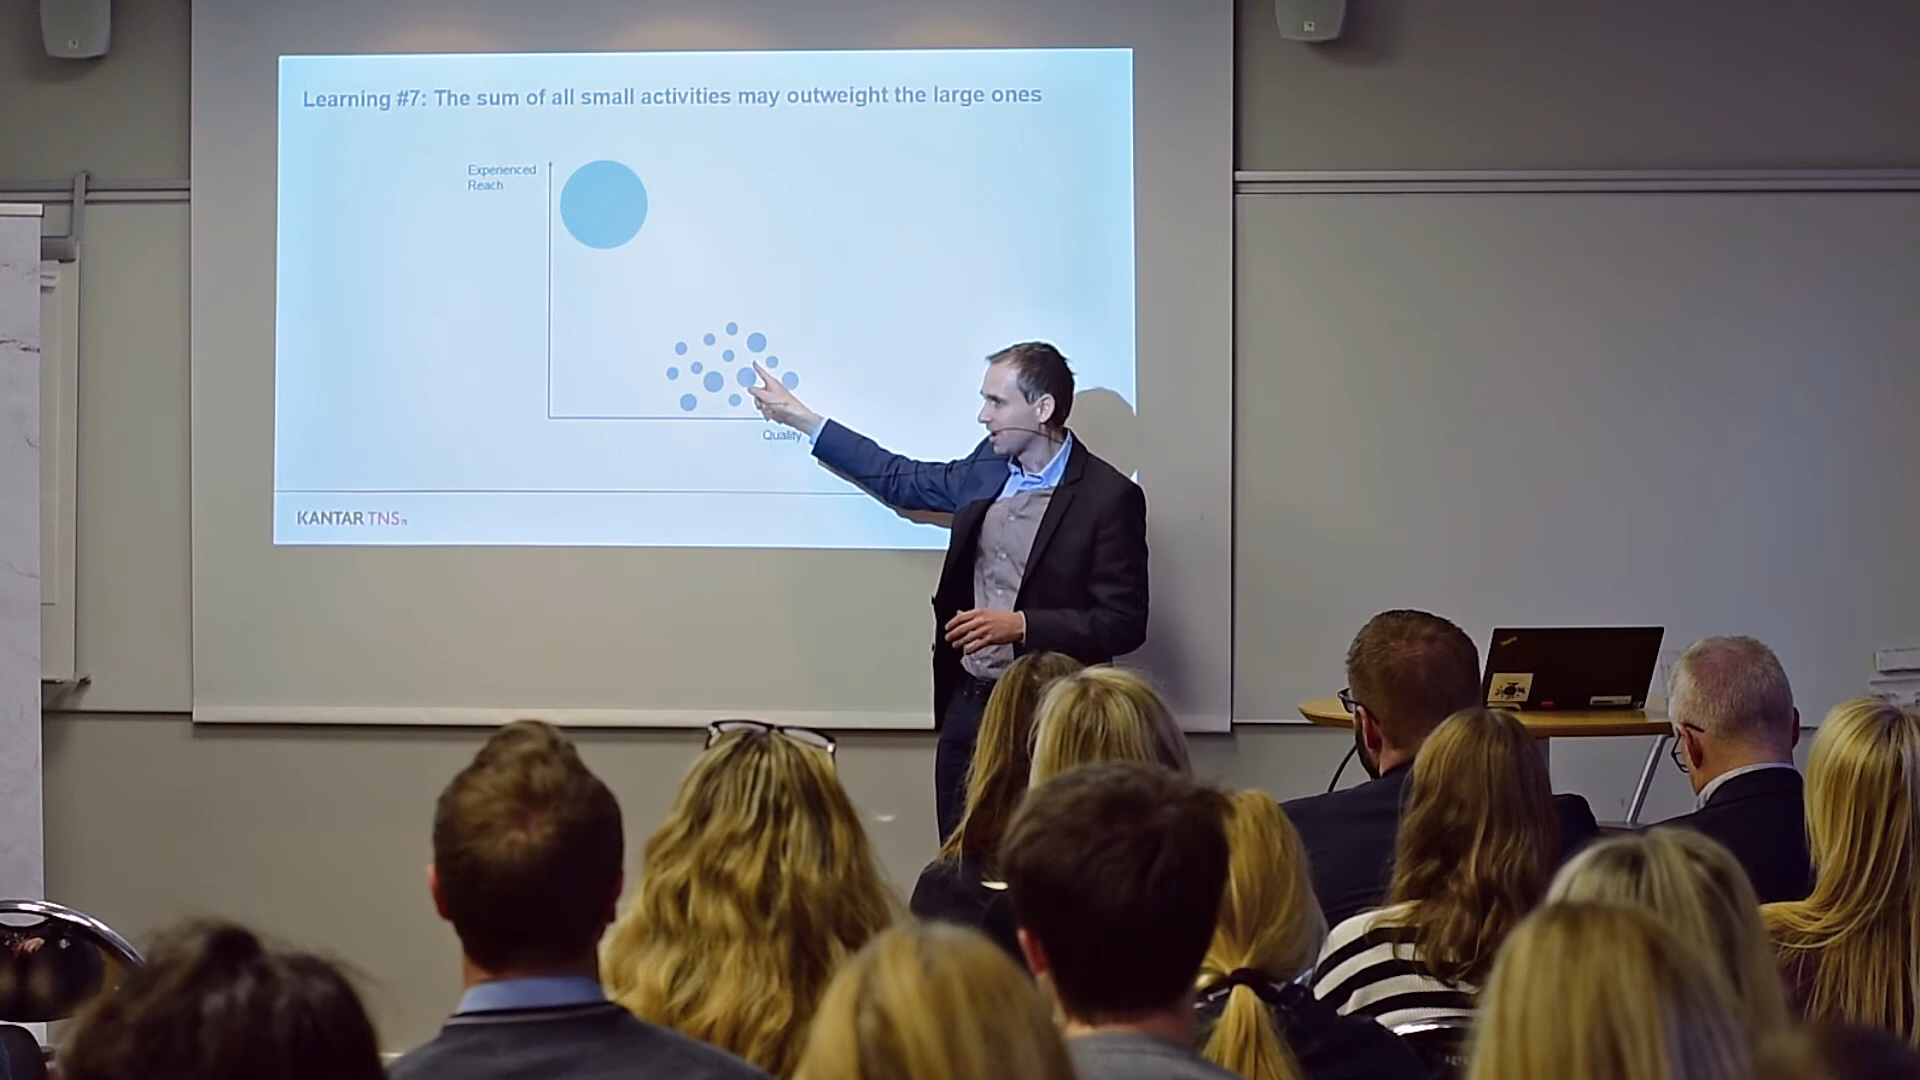 Learning #7: The sum of all small activities may outweight the large ones
Experienced
Reach
Quality
KANTAR TNS